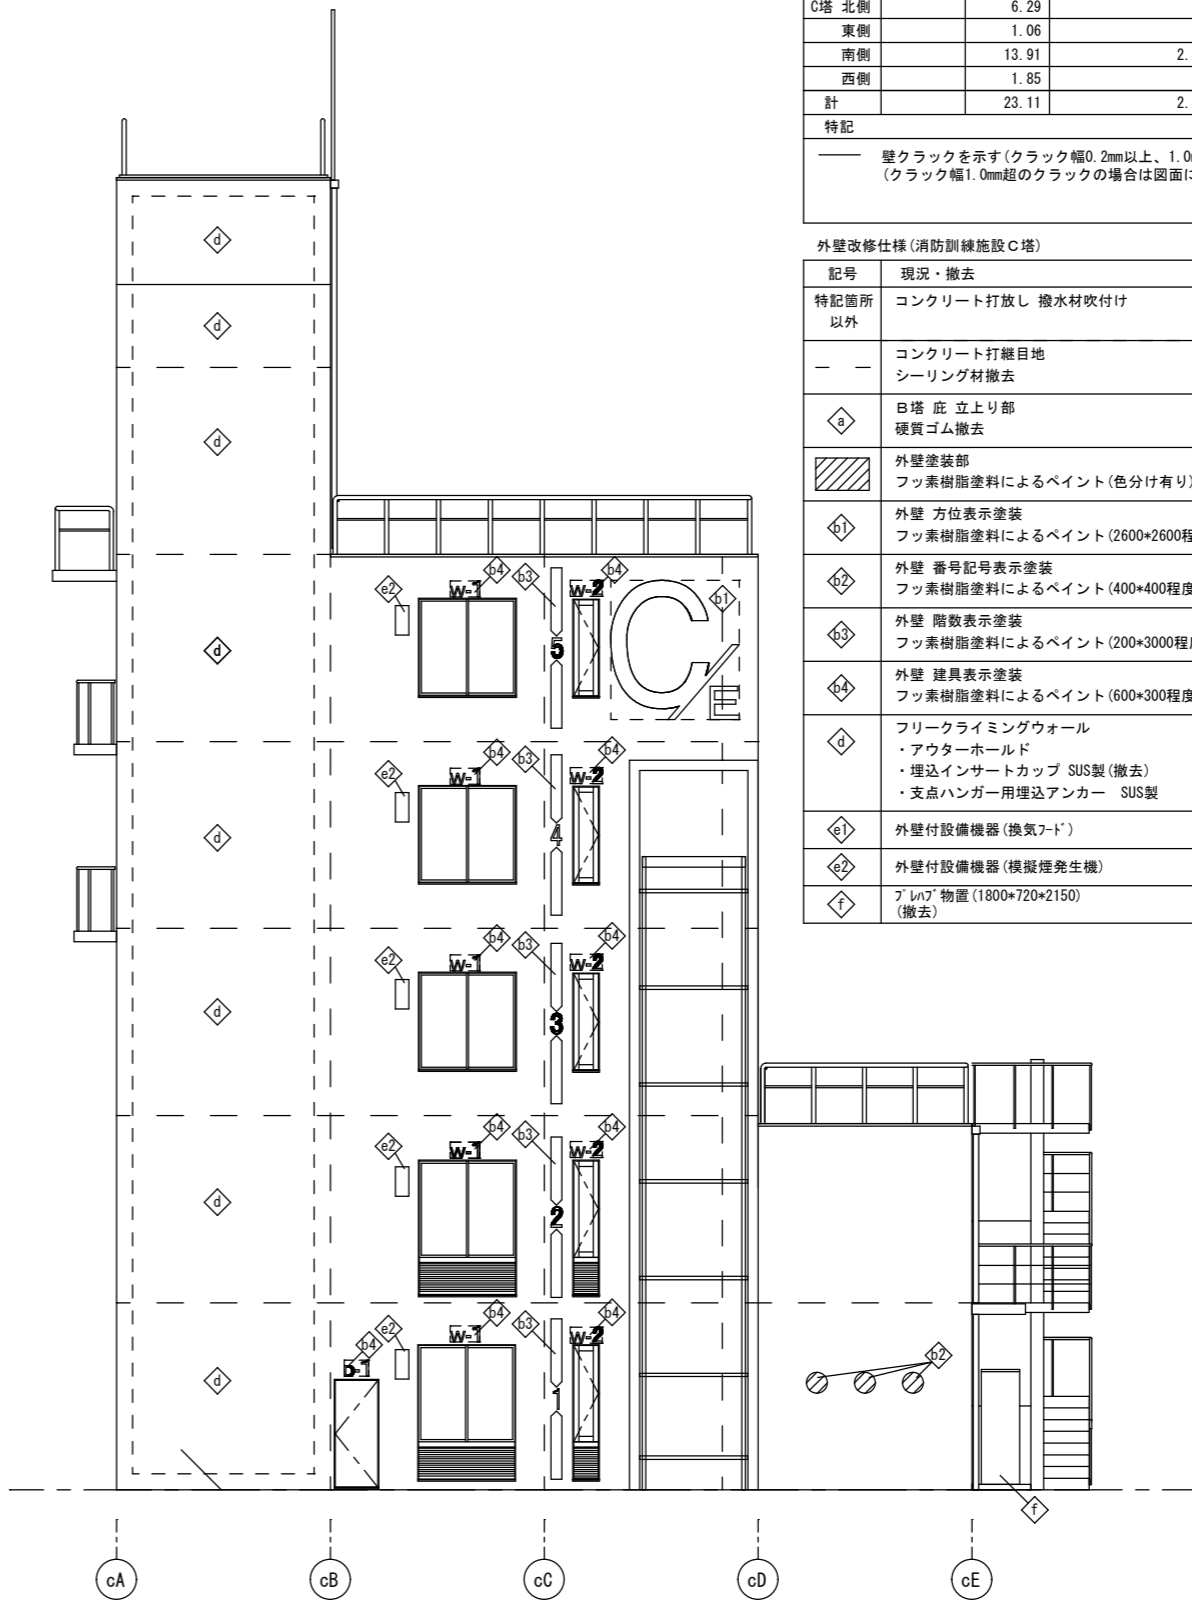 C塔 北側 6.29
東側 1.06
南側 13.91 2.
西側 1.85
計 23.11 2.
特記
壁クラックを示す(クラック幅0.2mm以上、1.0
(クラック幅1.0mm超のクラックの場合は図面に
外壁改修仕様(消防訓練施設C塔)
記号 現況・撤去
特記箇所 コンクリート打放し 撥水材吹付け
以外
コンクリート打継目地
シーリング材撤去
a B塔 庇 立上り部
硬質ゴム撤去
外壁塗装部
フッ素樹脂塗料によるペイント(色分け有り)
b1 外壁 方位表示塗装
フッ素樹脂塗料によるペイント(2600*2600程
b2 外壁 番号記号表示塗装
フッ素樹脂塗料によるペイント(400*400程度
b3 外壁 階数表示塗装
フッ素樹脂塗料によるペイント(200*3000程
b4 外壁 建具表示塗装
フッ素樹脂塗料によるペイント(600*300程度
d フリークライミングウォール
・アウターホールド
・埋込インサートカップ SUS製(撤去)
・支点ハンガー用埋込アンカー SUS製
e1 外壁付設備機器(換気フード)
e2 外壁付設備機器(模擬煙発生機)
f プレハブ物置(1800*720*2150)
(撤去)
d
d
d
d
d
d
d
d
e2 W-1 b4 b3 5 W-2 b4 C E b1
e2 W-1 b4 b3 4 W-2 b4
e2 W-1 b4 b3 3 W-2 b4
e2 W-1 b4 b3 2 W-2 b4
D-1 b4 e2 W-1 b4 b3 1 W-2 b4
b2
f
cA cB cC cD cE